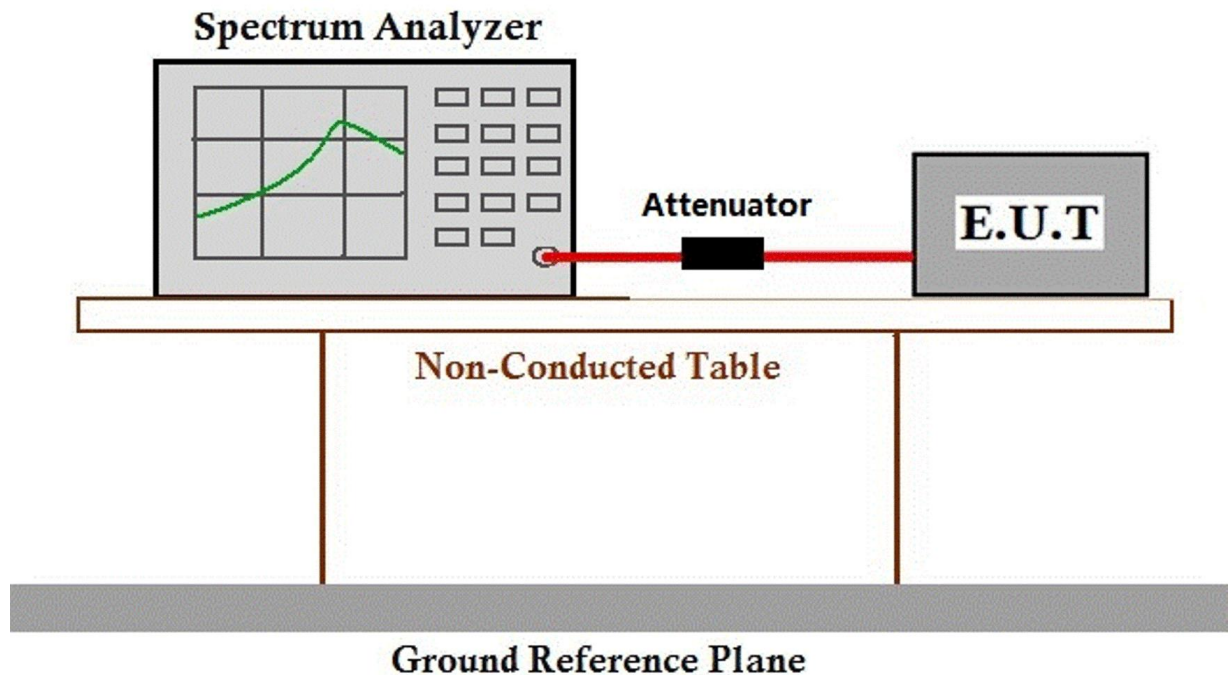 Spectrum Analyzer
Attenuator
E.U.T
Non-Conducted Table
Ground Reference Plane